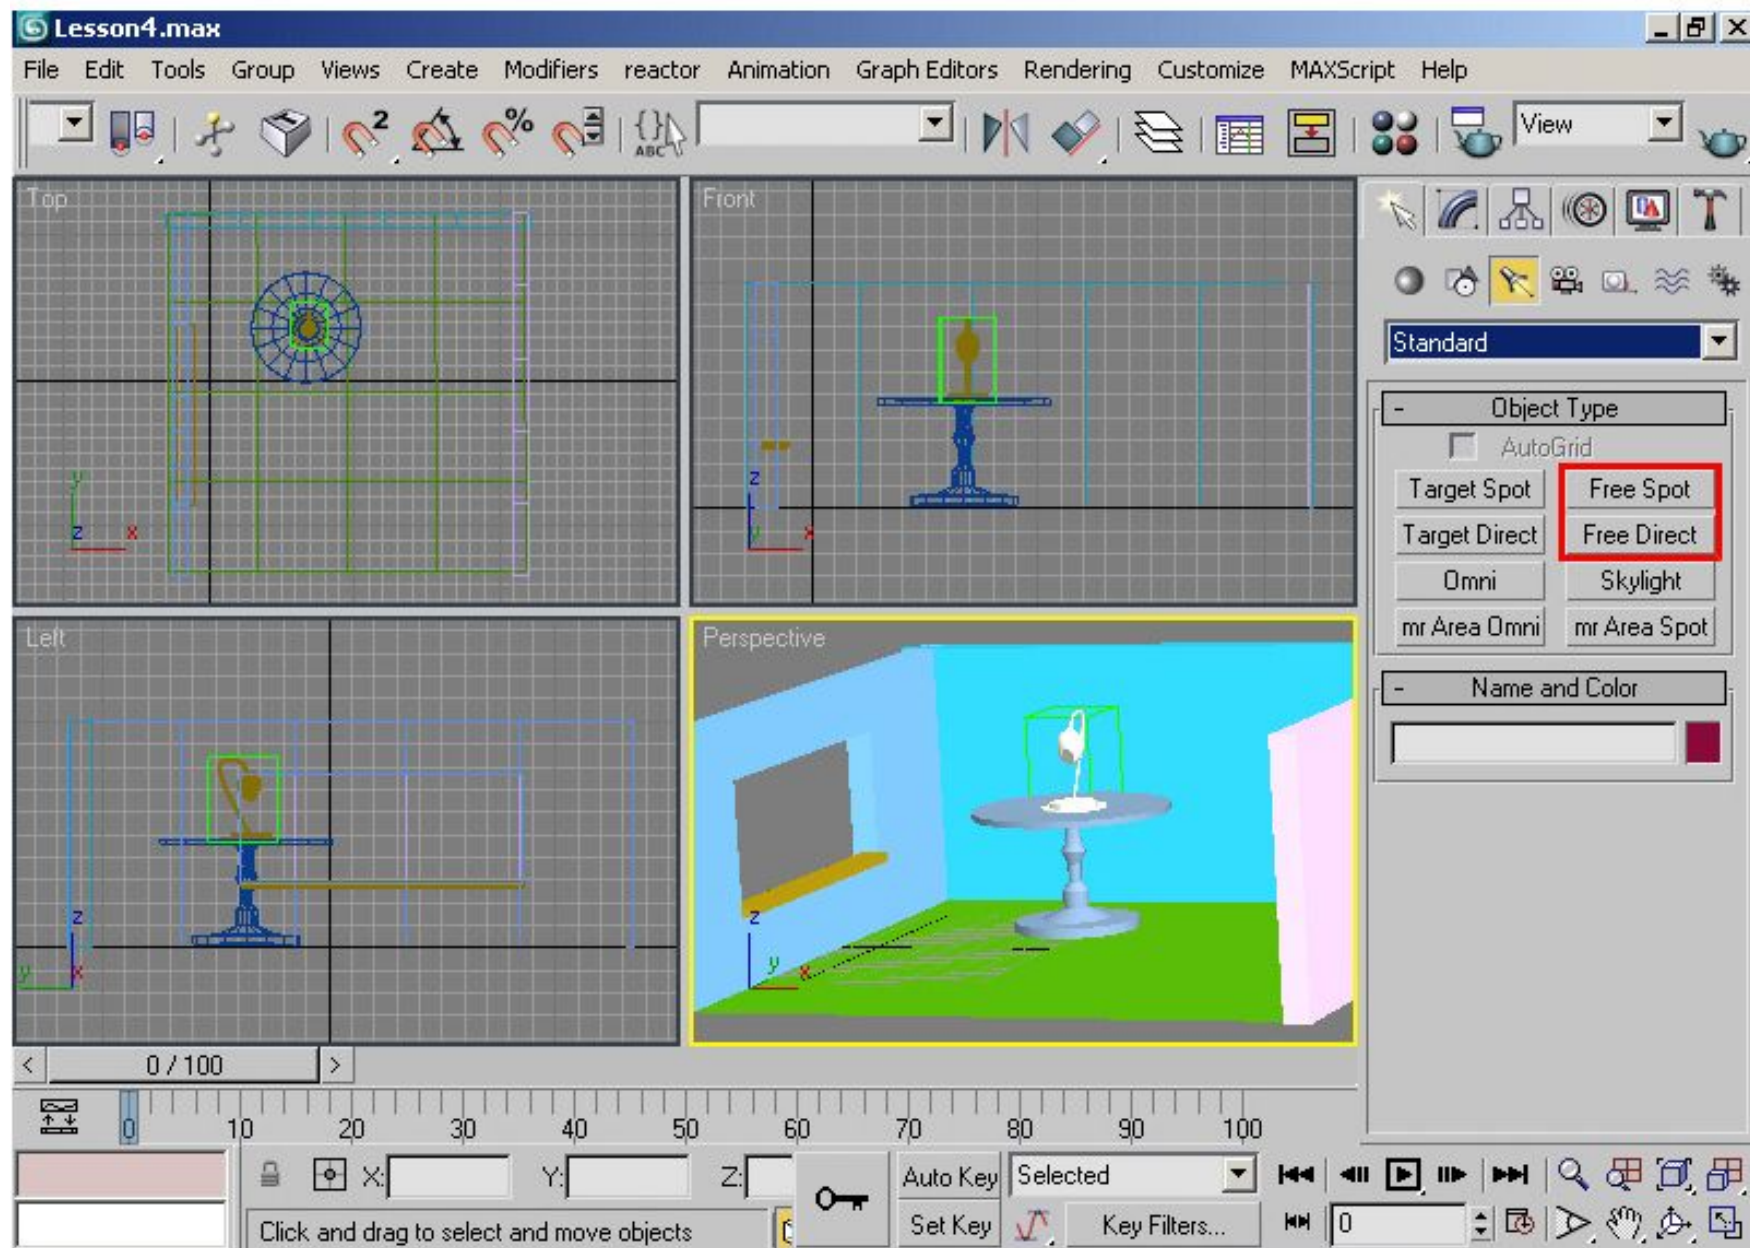 Lesson4.max
File Edit Tools Group Views Create Modifiers reactor Animation Graph Editors Rendering Customize MAXScript Help
2 % {} ABC View
Top
Front
Standard
- Object Type
AutoGrid
Target Spot Free Spot
Target Direct Free Direct
Omni Skylight
mr Area Omni mr Area Spot
- Name and Color
y
z x
z
y x
Left
Perspective
z
y x
z
y x
< 0 / 100 >
0 10 20 30 40 50 60 70 80 90 100
X: Y: Z: Auto Key Selected
Click and drag to select and move objects Set Key Key Filters... 0